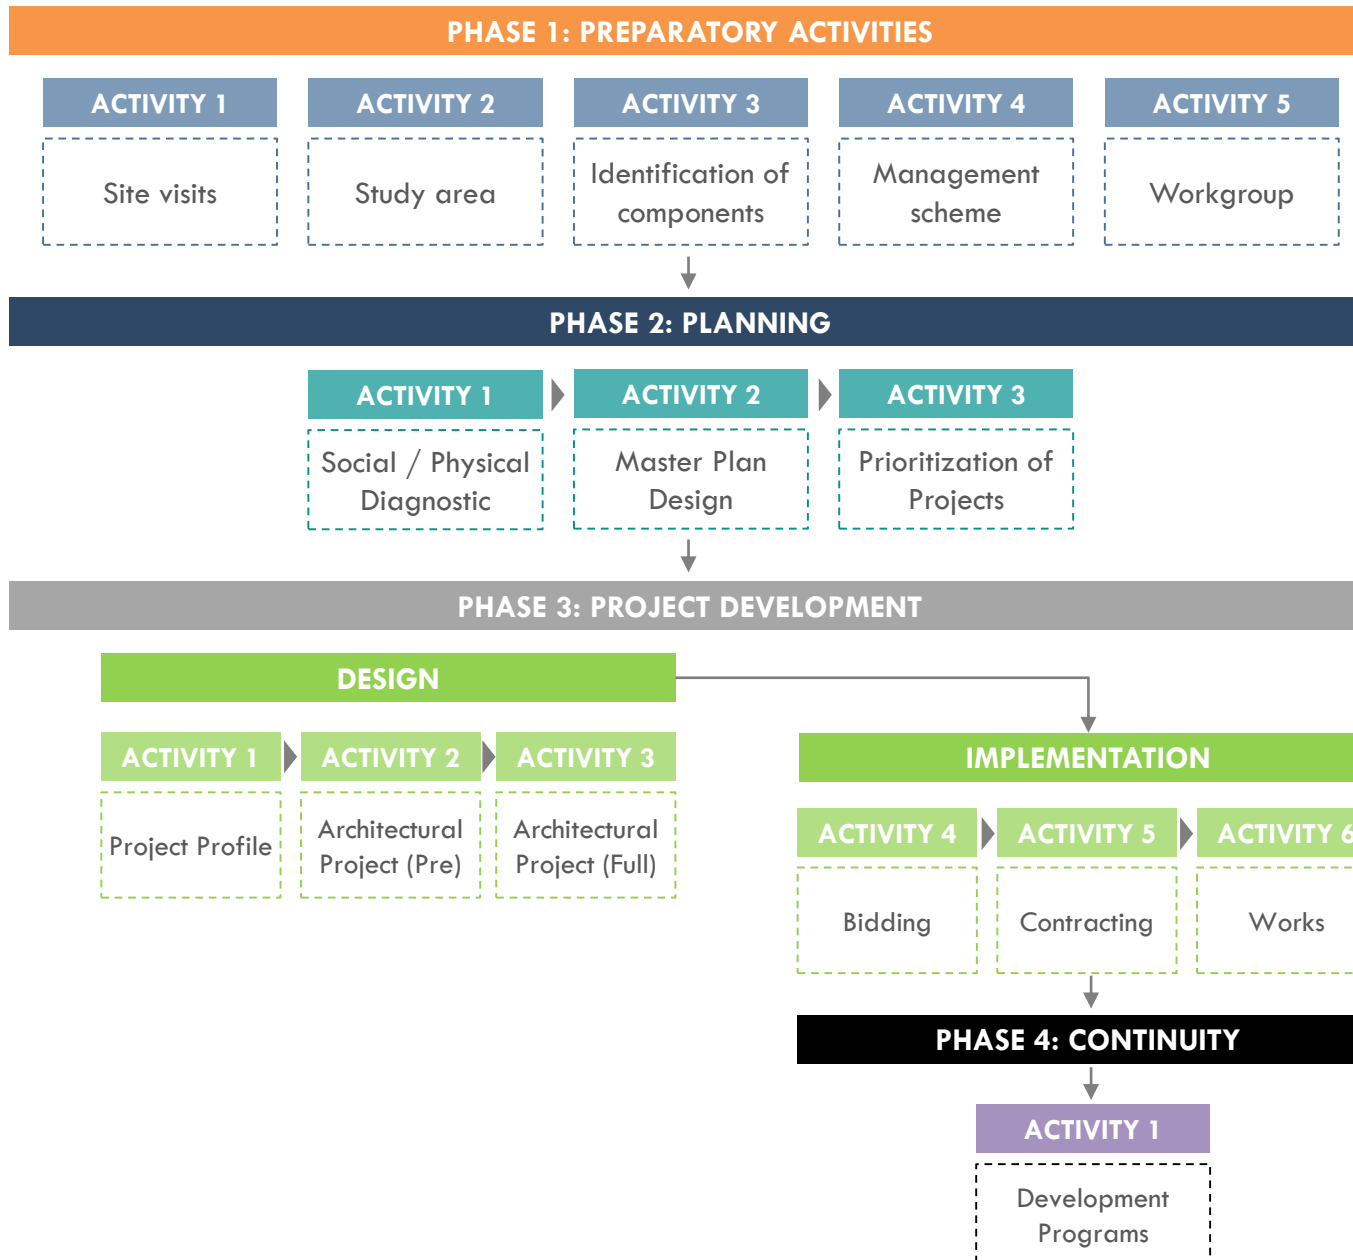 PHASE 1: PREPARATORY ACTIVITIES
ACTIVITY 1
ACTIVITY 2
ACTIVITY 3
ACTIVITY 4
ACTIVITY 5
Site visits
Study area
Identification of
components
Management
scheme
Workgroup
PHASE 2: PLANNING
ACTIVITY 1
ACTIVITY 2
ACTIVITY 3
Social / Physical
Diagnostic
Master Plan
Design
Prioritization of
Projects
PHASE 3: PROJECT DEVELOPMENT
DESIGN
ACTIVITY 1
ACTIVITY 2
ACTIVITY 3
Project Profile
Architectural
Project (Pre)
Architectural
Project (Full)
IMPLEMENTATION
ACTIVITY 4
ACTIVITY 5
ACTIVITY 6
Bidding
Contracting
Works
PHASE 4: CONTINUITY
ACTIVITY 1
Development
Programs